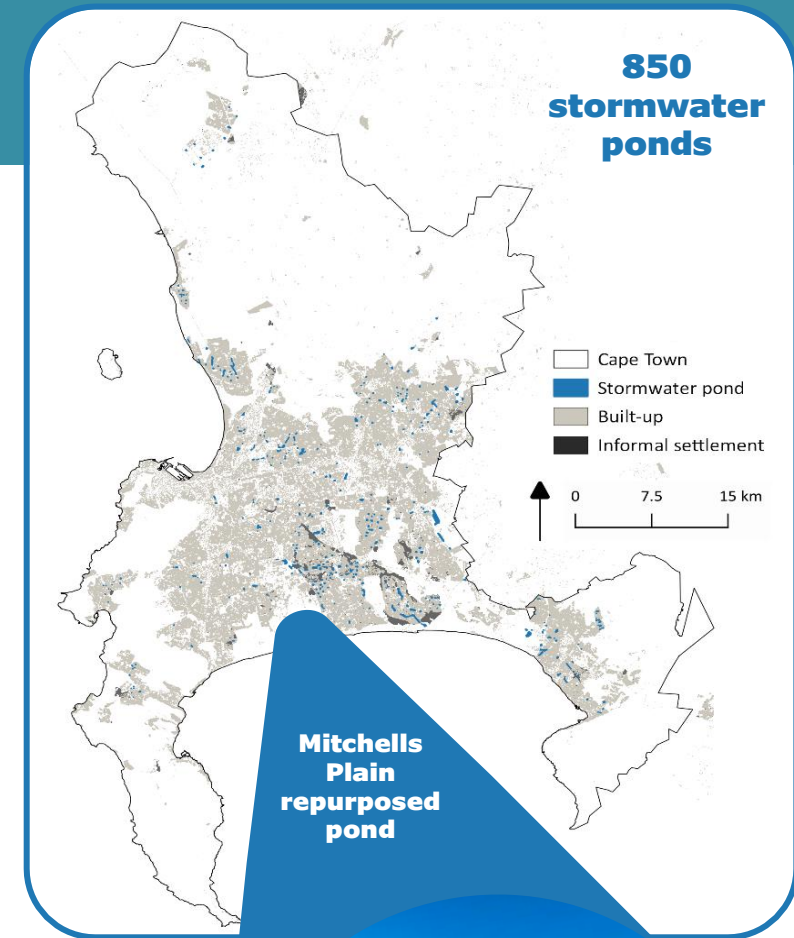 850
stormwater
ponds
Cape Town
Stormwater pond
Built-up
Informal settlement
0 7.5 15 km
Mitchells
Plain
repurposed
pond